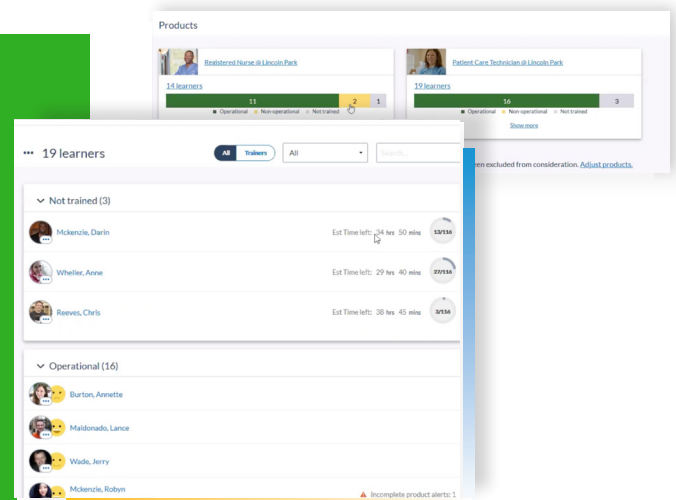 Products
Registered Nurse @ Lincoln Park
Patient Care Technician @ Lincoln Park
14 learners
19 learners
11 2 1
16 3
Operational Non-operational Not trained
Operational Non-operational Not trained
Show more
en excluded from consideration. Adjust products.
19 learners
All Trainers
All
Search...
Not trained (3)
Mckenzie, Darin
Est Time left: 34 hrs 50 mins
13/116
Wheller, Anne
Est Time left: 29 hrs 40 mins
27/116
Reeves, Chris
Est Time left: 38 hrs 45 mins
3/116
Operational (16)
Burton, Annette
Maldonado, Lance
Wade, Jerry
Mckenzie, Robyn
Incomplete product alerts: 1